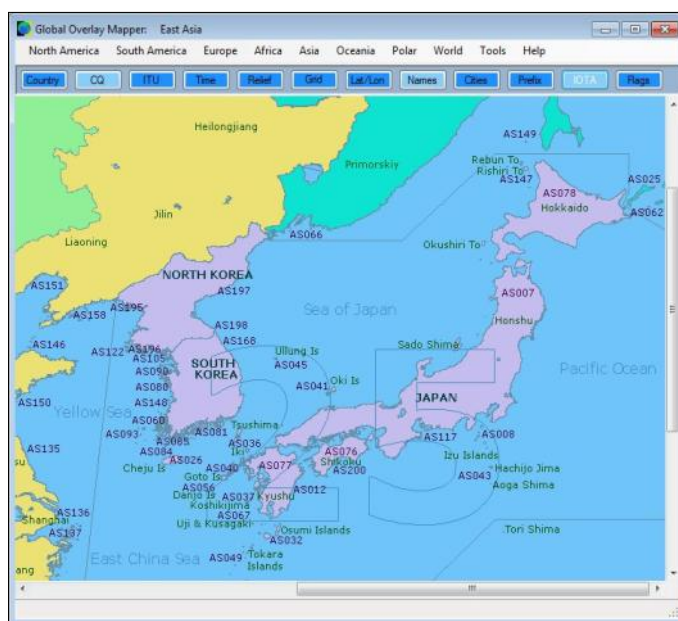 Global Overlay Mapper: East Asia
North America South America Europe Africa Asia Oceania Polar World Tools Help
Country CQ ITU Time Relief Grid Lat/Lon Names Cities Prefix IOTA Flags
Heilongjiang
AS149
Primorskiy
Rebun To
Rishiri To
AS147
AS025
AS078
Jilin
Hokkaido
AS062
AS066
Liaoning
Okushiri To
NORTH KOREA
AS151
AS197
AS007
AS195
Sea of Japan
AS158
Honshu
AS198
AS168
AS146
AS122
AS196
Sado Shima
AS105
Ullung Is
SOUTH KOREA
AS090
AS045
Pacific Ocean
AS080
AS041
Oki Is
AS150
AS148
JAPAN
Yellow Sea
AS060
Tsushima
AS093
AS081
AS117
AS008
AS085
AS036
AS135
AS084
Iki
AS076
Izu Islands
su
Cheju Is
AS026
AS040
AS077
Shikoku
AS200
AS043
Hachijo Jima
Goto Is
Aoga Shima
AS056
AS012
Danjo Is
AS037
Kyushu
Koshikijima
AS136
AS067
Shanghai
Uji & Kusagaki
AS137
Osumi Islands
Tori Shima
AS032
East China Sea
AS049
Tokara
Islands
ang